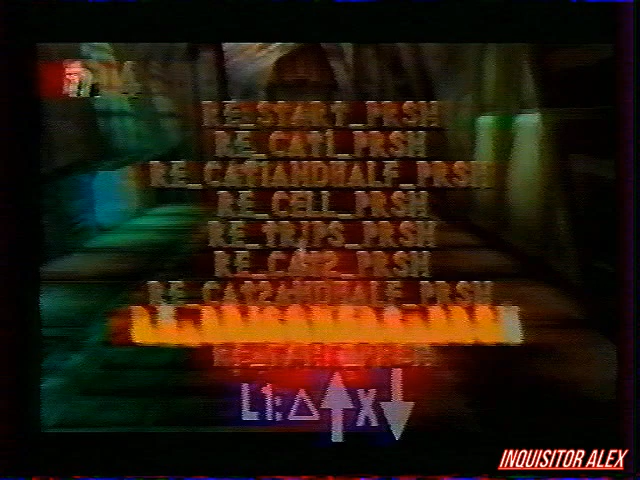 RE_START_PRSH
RE_CAT1_PRSH
RE_CAT1ANDHALF_PRSH
RE_CELL_PRSH
RE_TRIPS_PRSH
RE_CAT2_PRSH
RE_CAT2ANDHALF_PRSH
L1:△↑X↓
INQUISITOR ALEX